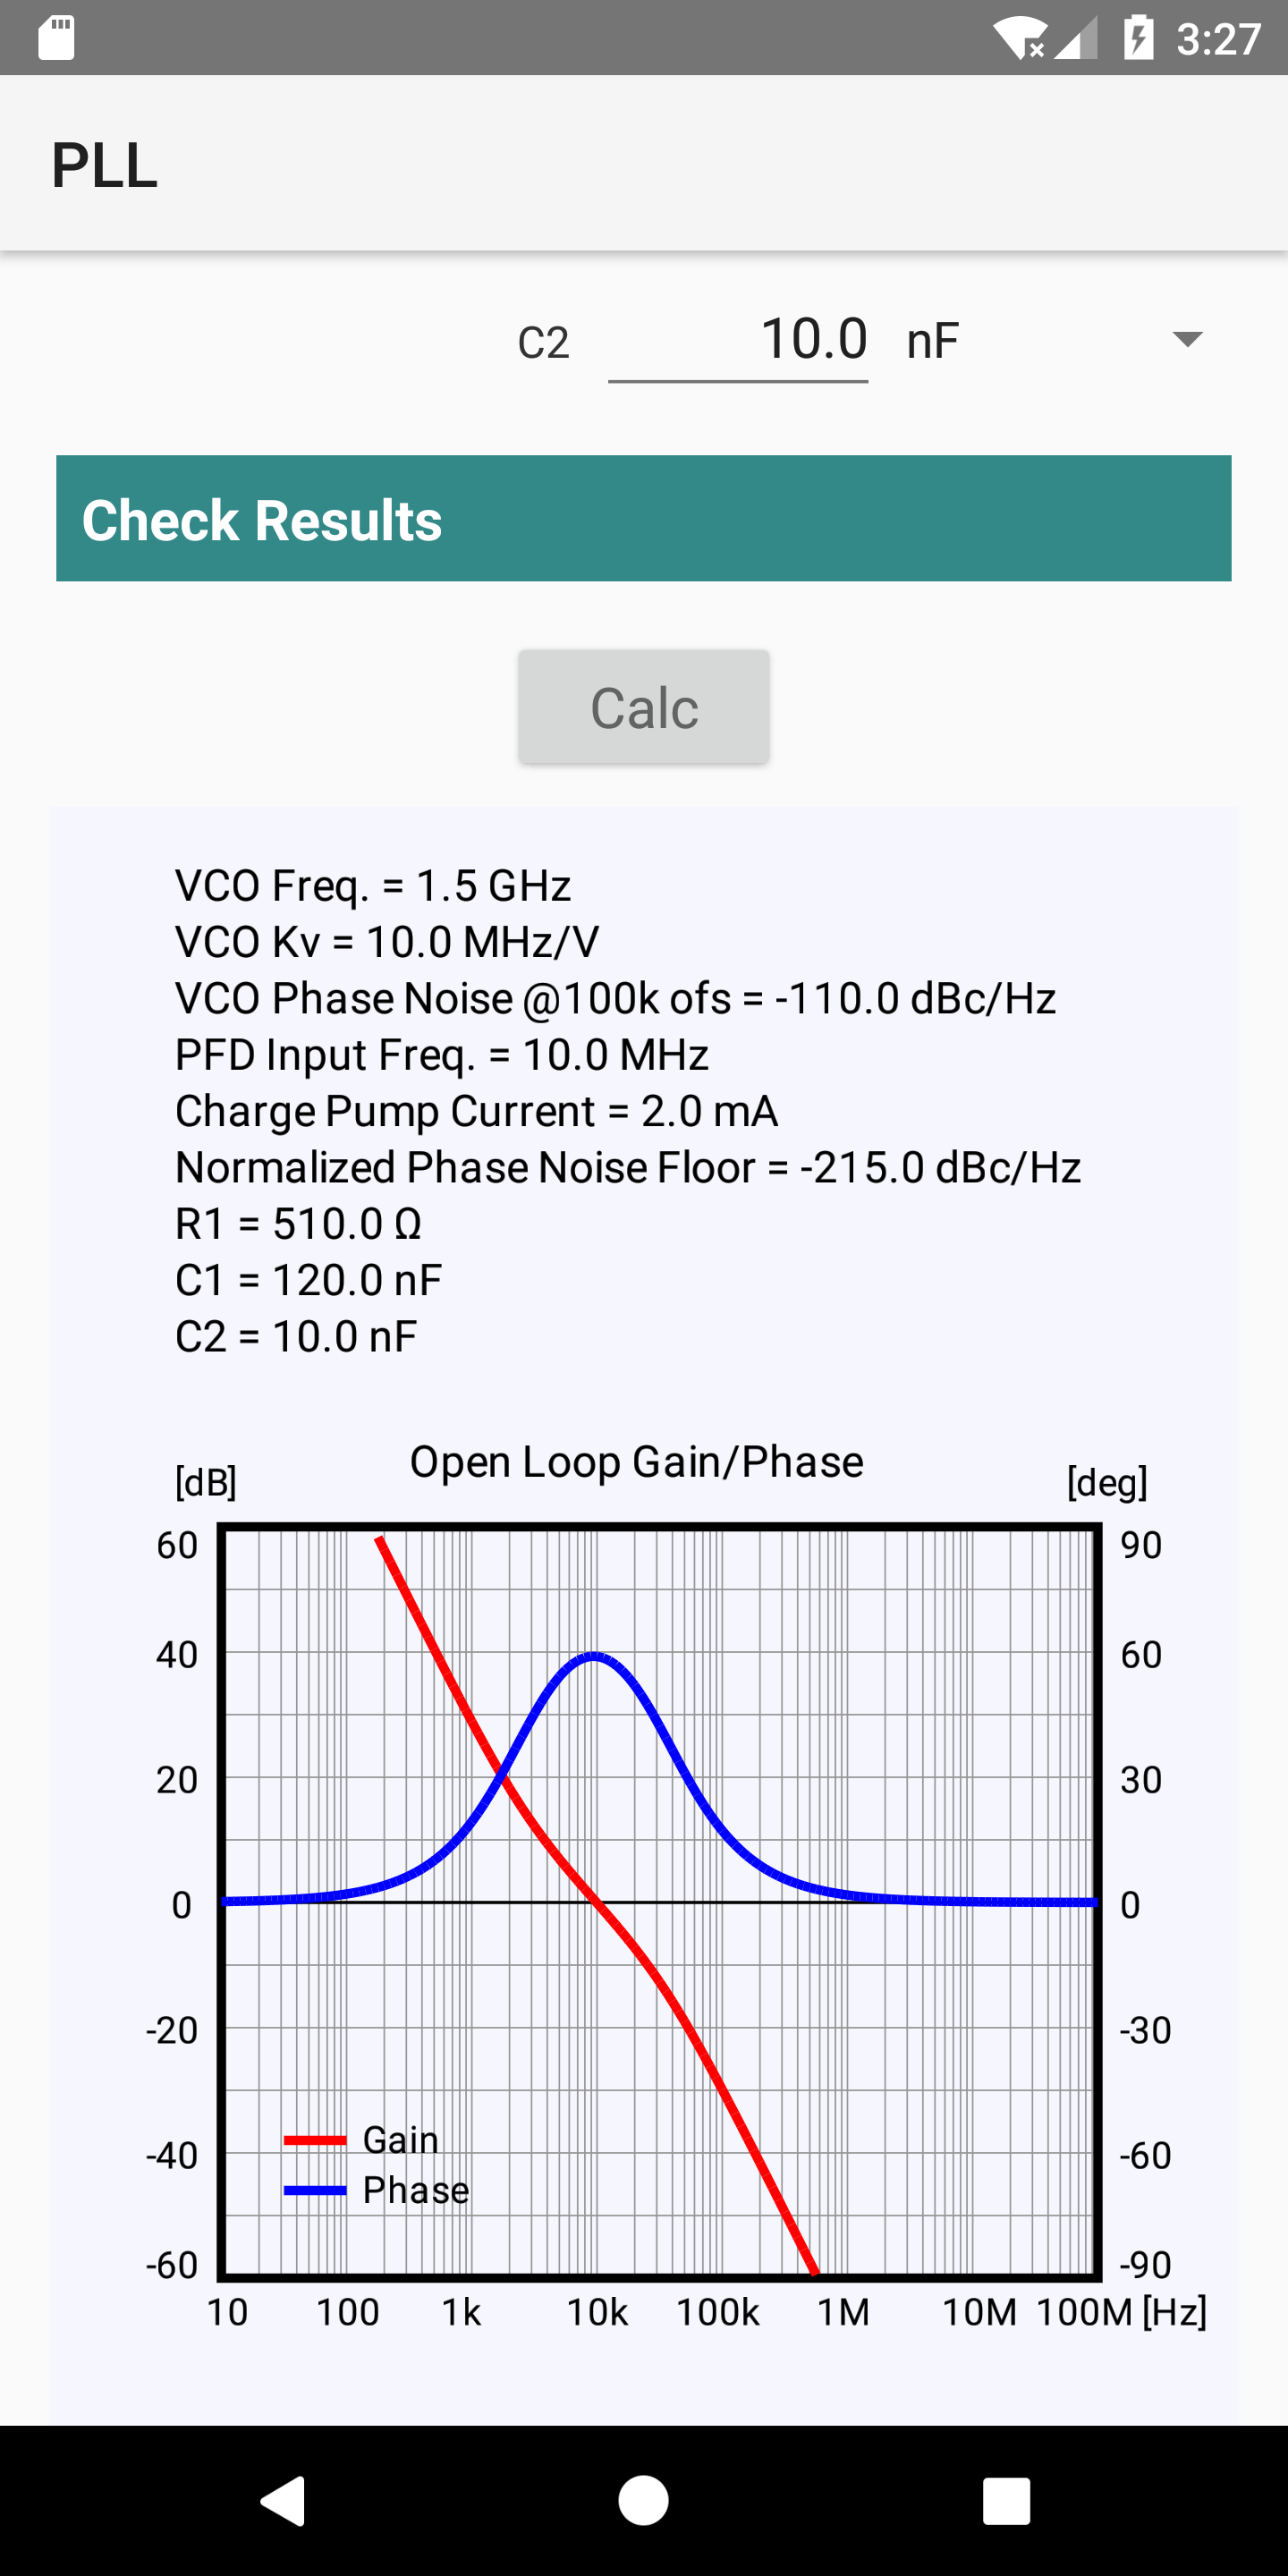 3:27
PLL
C2 10.0 nF
Check Results
Calc
VCO Freq. = 1.5 GHz
VCO Kv = 10.0 MHz/V
VCO Phase Noise @100k ofs = -110.0 dBc/Hz
PFD Input Freq. = 10.0 MHz
Charge Pump Current = 2.0 mA
Normalized Phase Noise Floor = -215.0 dBc/Hz
R1 = 510.0 Ω
C1 = 120.0 nF
C2 = 10.0 nF
Open Loop Gain/Phase
[dB] [deg]
60 90
40 60
20 30
0 0
-20 -30
Gain
-40 -60
Phase
-60 -90
10 100 1k 10k 100k 1M 10M 100M [Hz]